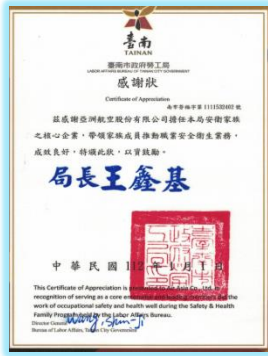 臺南
TAINAN
臺南市政府勞工局
LABOR AFFAIRS BUREAU OF TAINAN CITY GOVERNMENT
感謝狀
Certificate of Appreciation
茲感謝亞洲航空股份有限公司擔任本局安衛家族
之核心企業,帶領家族成員推動職業安全衛生業務,
成效良好,特頒此狀,以資鼓勵。
局長王鑫基
中華民國112年 月 日
This Certificate of Appreciation is presented to Air Asia Co., Ltd. in
recognition of serving as a core enterprise
work of occupational safety and health well during the Safety & Health
Family Program held by the Labor Affairs Bureau.
Director General
Bureau of Labor Affairs, Tainan City Government